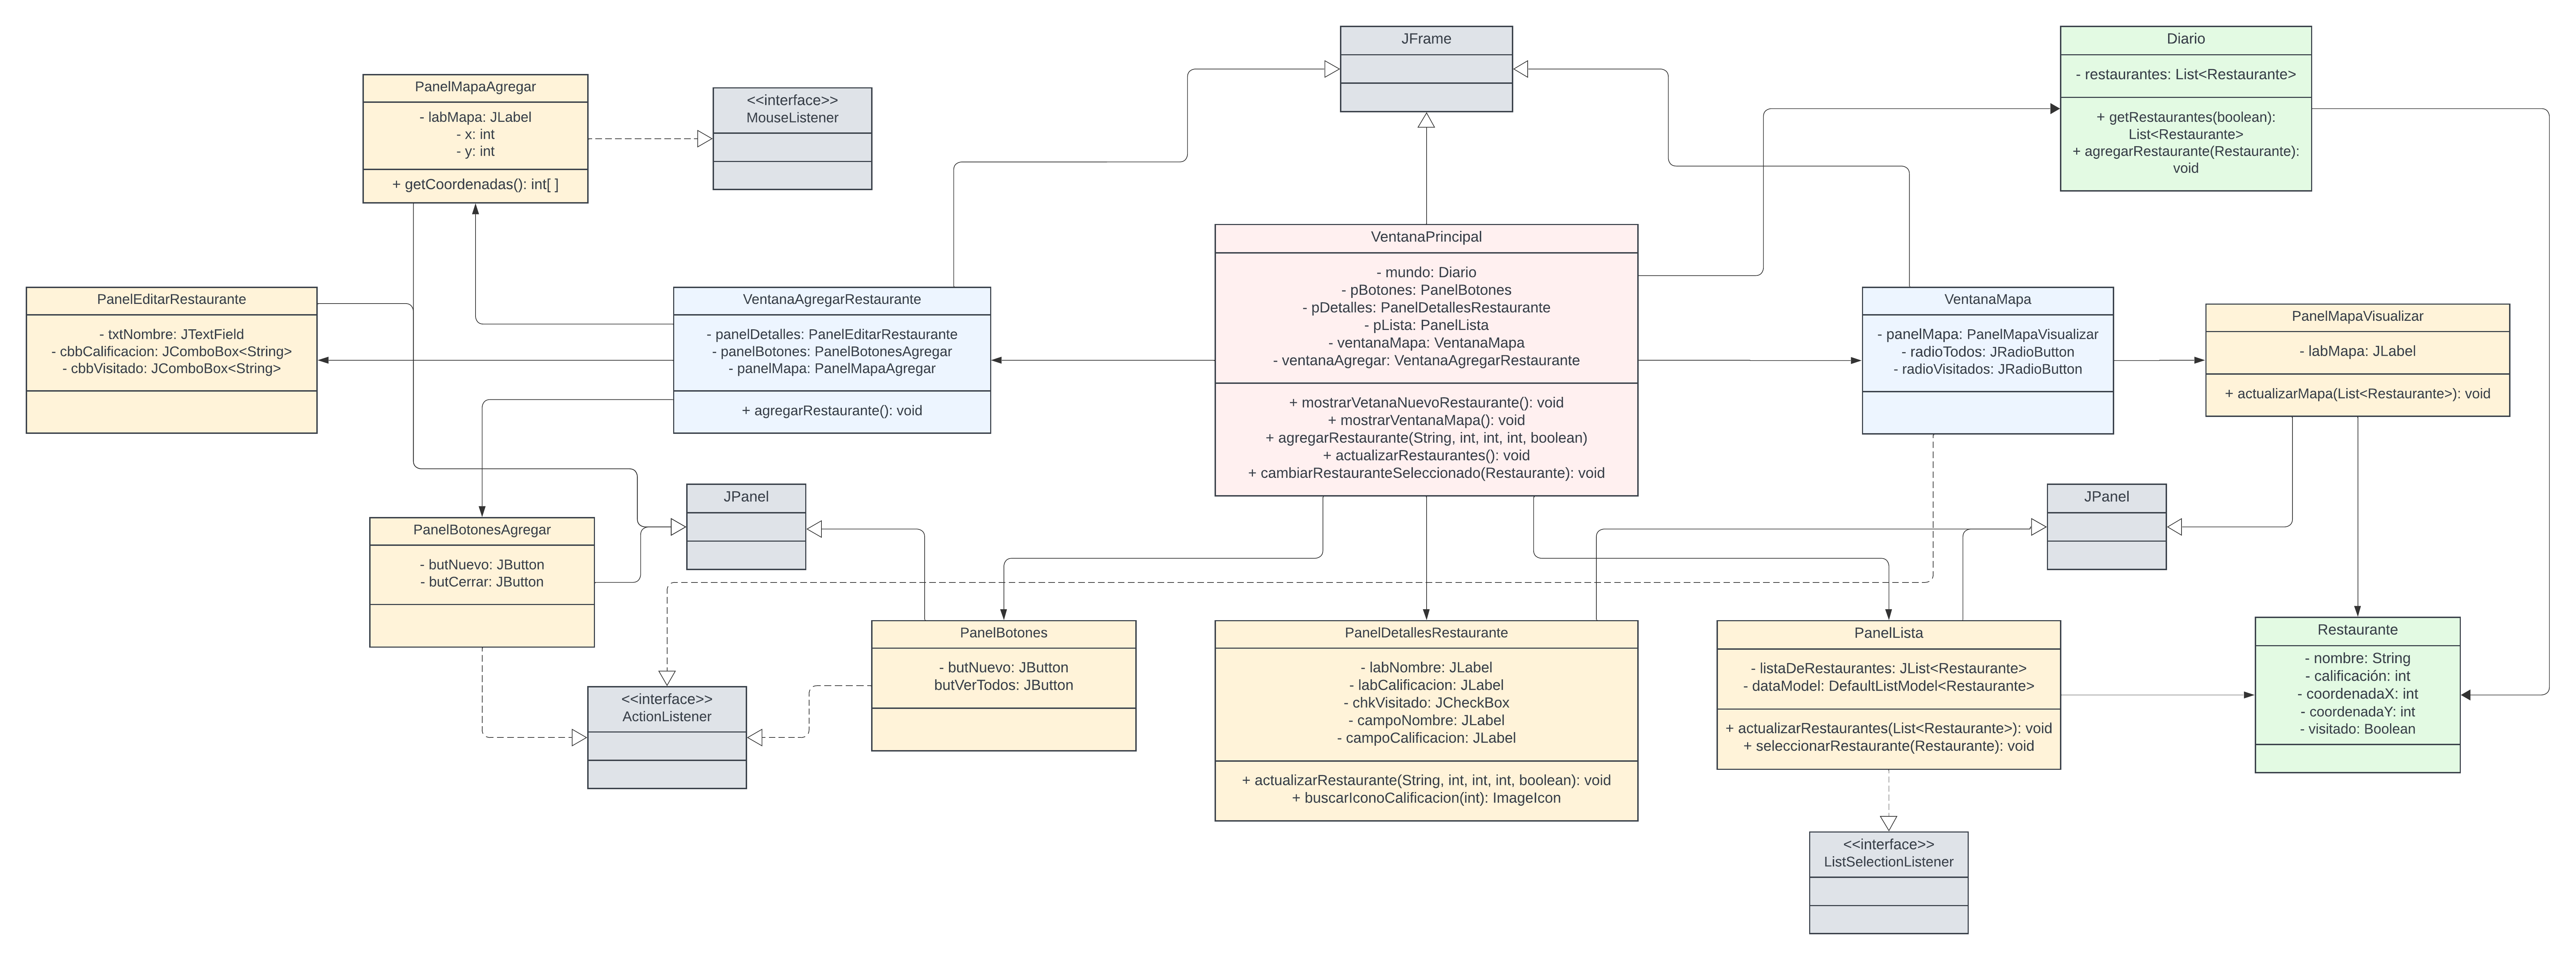 JFrame
Diario
- restaurantes: List<Restaurante>
+ getRestaurantes(boolean):
List<Restaurante>
+ agregarRestaurante(Restaurante):
void
PanelMapaAgregar
- labMapa: JLabel
- x: int
- y: int
+ getCoordenadas(): int[ ]
<<interface>>
MouseListener
PanelEditarRestaurante
- txtNombre: JTextField
- cbbCalificacion: JComboBox<String>
- cbbVisitado: JComboBox<String>
VentanaAgregarRestaurante
- panelDetalles: PanelEditarRestaurante
- panelBotones: PanelBotonesAgregar
- panelMapa: PanelMapaAgregar
+ agregarRestaurante(): void
VentanaPrincipal
- mundo: Diario
- pBotones: PanelBotones
- pDetalles: PanelDetallesRestaurante
- pLista: PanelLista
- ventanaMapa: VentanaMapa
- ventanaAgregar: VentanaAgregarRestaurante
+ mostrarVetanaNuevoRestaurante(): void
+ mostrarVentanaMapa(): void
+ agregarRestaurante(String, int, int, int, boolean)
+ actualizarRestaurantes(): void
+ cambiarRestauranteSeleccionado(Restaurante): void
VentanaMapa
- panelMapa: PanelMapaVisualizar
- radioTodos: JRadioButton
- radioVisitados: JRadioButton
PanelMapaVisualizar
- labMapa: JLabel
+ actualizarMapa(List<Restaurante>): void
PanelBotonesAgregar
- butNuevo: JButton
- butCerrar: JButton
JPanel
JPanel
<<interface>>
ActionListener
PanelBotones
- butNuevo: JButton
butVerTodos: JButton
PanelDetallesRestaurante
- labNombre: JLabel
- labCalificacion: JLabel
- chkVisitado: JCheckBox
- campoNombre: JLabel
- campoCalificacion: JLabel
+ actualizarRestaurante(String, int, int, int, boolean): void
+ buscarIconoCalificacion(int): ImageIcon
PanelLista
- listaDeRestaurantes: JList<Restaurante>
- dataModel: DefaultListModel<Restaurante>
+ actualizarRestaurantes(List<Restaurante>): void
+ seleccionarRestaurante(Restaurante): void
Restaurante
- nombre: String
- calificación: int
- coordenadaX: int
- coordenadaY: int
- visitado: Boolean
<<interface>>
ListSelectionListener